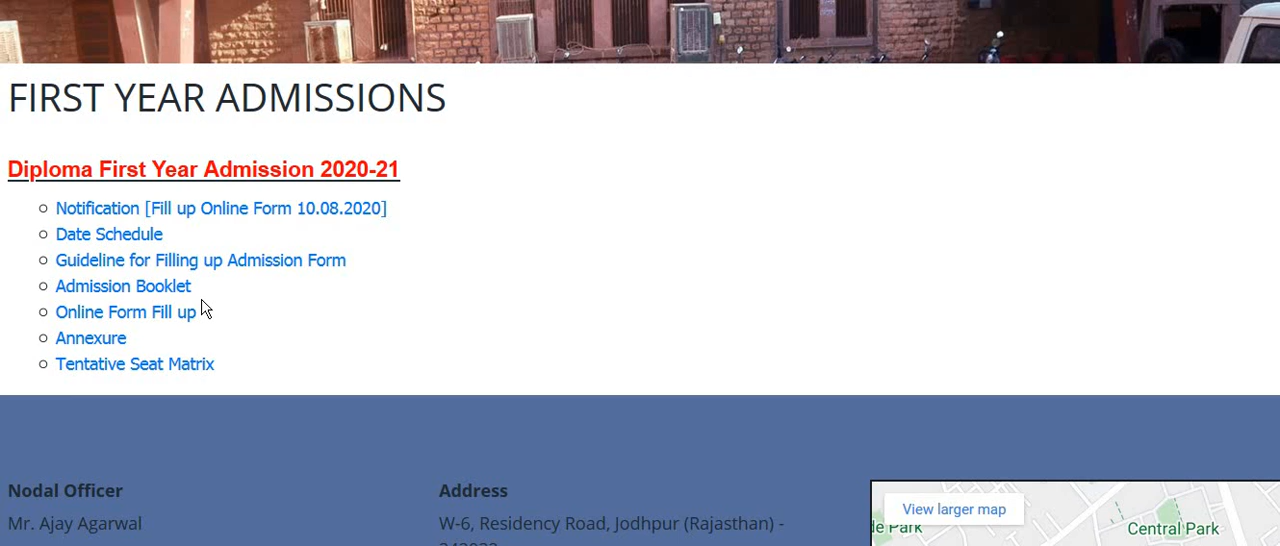 FIRST YEAR ADMISSIONS
Diploma First Year Admission 2020-21
Notification [Fill up Online Form 10.08.2020]
Date Schedule
Guideline for Filling up Admission Form
Admission Booklet
Online Form Fill up
Annexure
Tentative Seat Matrix
Nodal Officer
Mr. Ajay Agarwal
Address
W-6, Residency Road, Jodhpur (Rajasthan) -
View larger map
de Park
Central Park